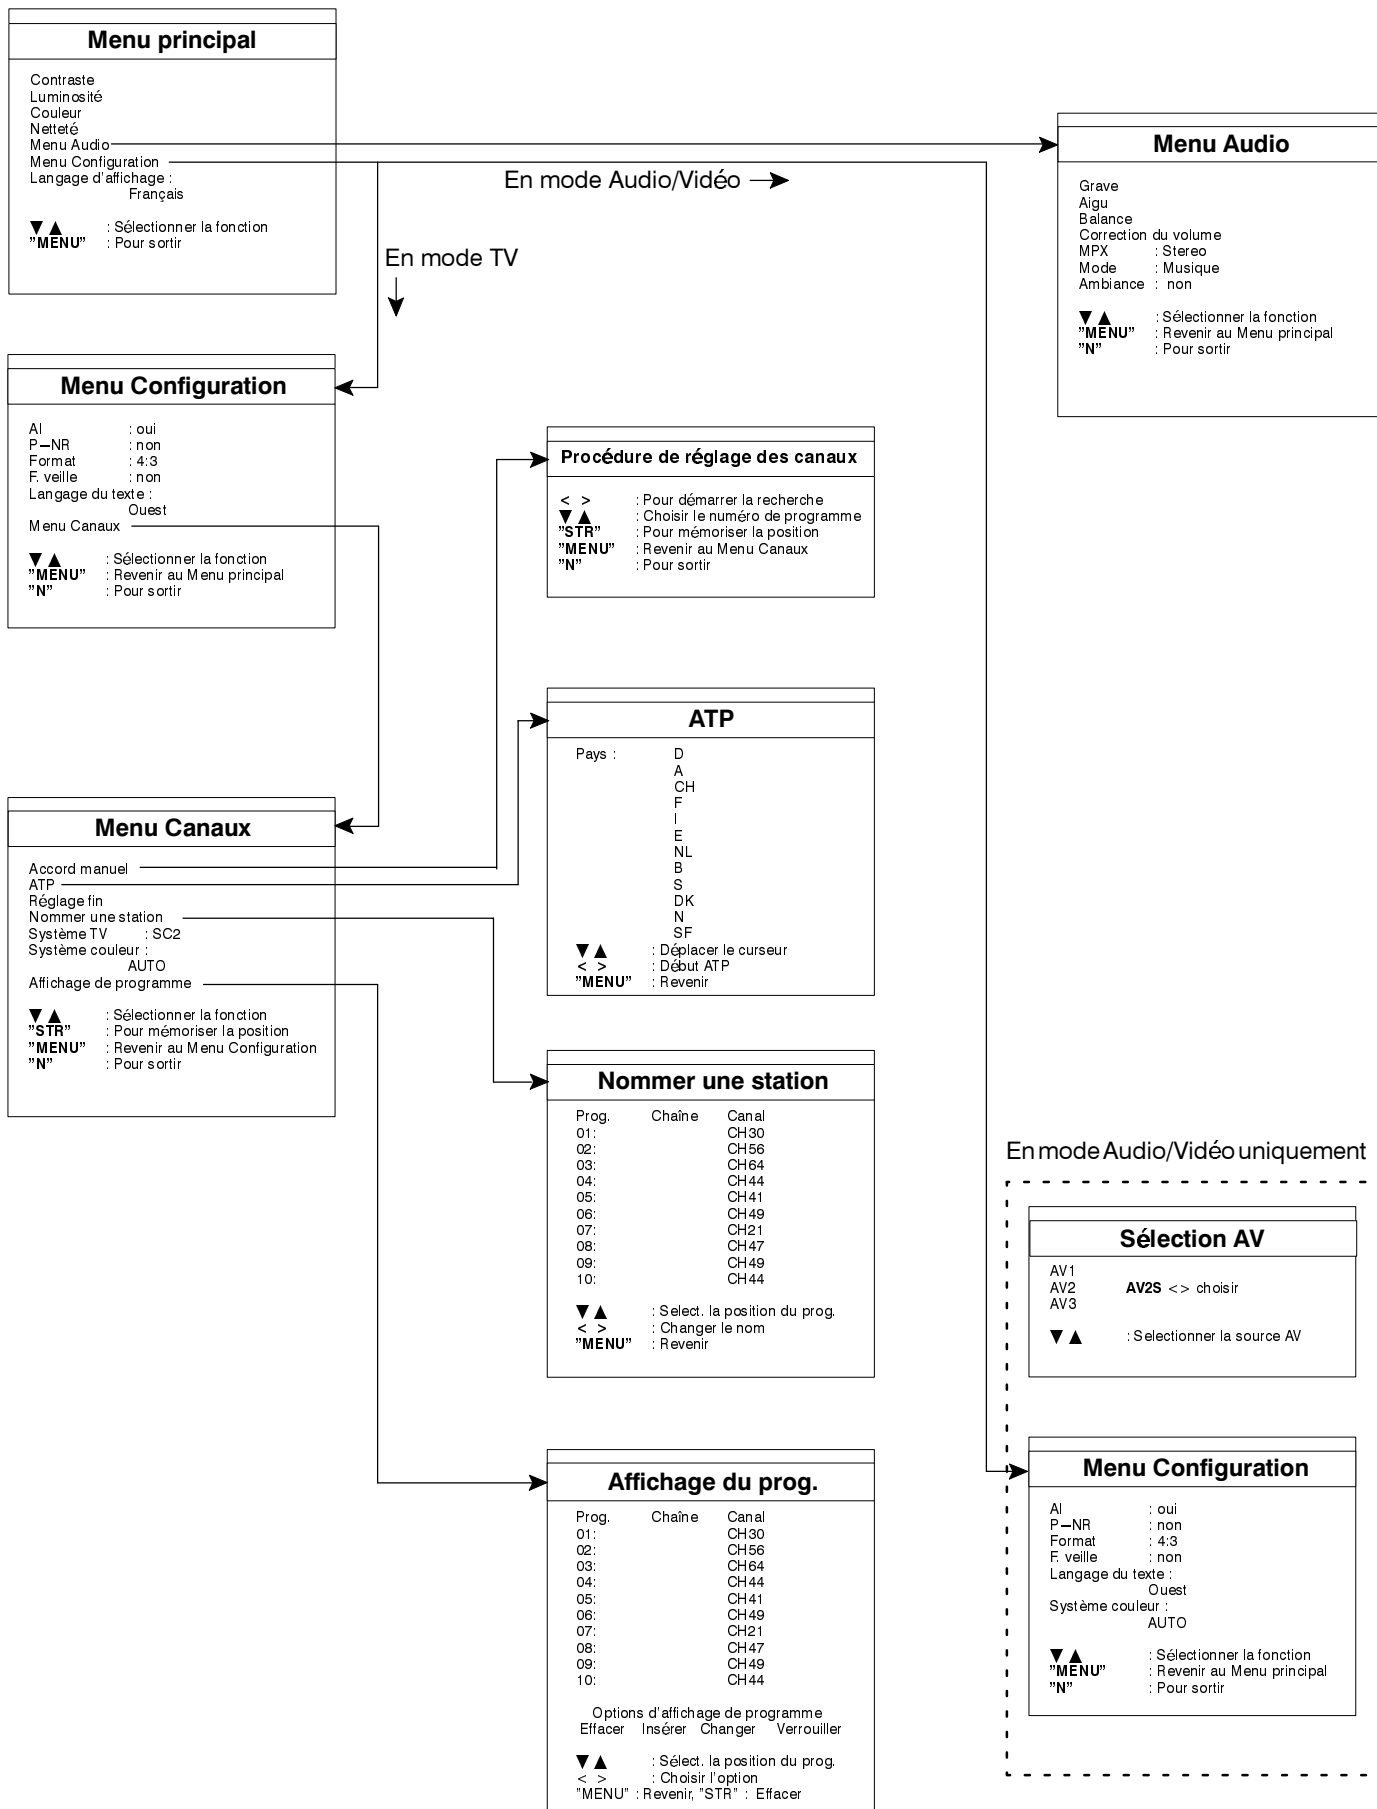 Menu principal
Contraste
Luminosité
Couleur
Netteté
Menu Audio
Menu Configuration
Langage d'affichage :
Français
▼ ▲ : Sélectionner la fonction
"MENU" : Pour sortir
En mode Audio/Vidéo
En mode TV
Menu Audio
Grave
Aigu
Balance
Correction du volume
MPX : Stereo
Mode : Musique
Ambiance : non
▼ ▲ : Sélectionner la fonction
"MENU" : Revenir au Menu principal
"N" : Pour sortir
Menu Configuration
AI : oui
P–NR : non
Format : 4:3
F. veille : non
Langage du texte :
Ouest
Menu Canaux
▼ ▲ : Sélectionner la fonction
"MENU" : Revenir au Menu principal
"N" : Pour sortir
Procédure de réglage des canaux
< > : Pour démarrer la recherche
▼ ▲ : Choisir le numéro de programme
"STR" : Pour mémoriser la position
"MENU" : Revenir au Menu Canaux
"N" : Pour sortir
ATP
Pays : D
A
CH
F
I
E
NL
B
S
DK
N
SF
▼ ▲ : Déplacer le curseur
< > : Début ATP
"MENU" : Revenir
Menu Canaux
Accord manuel
ATP
Réglage fin
Nommer une station
Système TV : SC2
Système couleur :
AUTO
Affichage de programme
▼ ▲ : Sélectionner la fonction
"STR" : Pour mémoriser la position
"MENU" : Revenir au Menu Configuration
"N" : Pour sortir
Nommer une station
Prog. Chaîne Canal
01: CH30
02: CH56
03: CH64
04: CH44
05: CH41
06: CH49
07: CH21
08: CH47
09: CH49
10: CH44
▼ ▲ : Select. la position du prog.
< > : Changer le nom
"MENU" : Revenir
Affichage du prog.
Prog. Chaîne Canal
01: CH30
02: CH56
03: CH64
04: CH44
05: CH41
06: CH49
07: CH21
08: CH47
09: CH49
10: CH44
Options d'affichage de programme
Effacer Insérer Changer Verrouiller
▼ ▲ : Sélect. la position du prog.
< > : Choisir l'option
"MENU" : Revenir, "STR" : Effacer
En mode Audio/Vidéo uniquement
Sélection AV
AV1
AV2 AV2S <> choisir
AV3
▼ ▲ : Selectionner la source AV
Menu Configuration
AI : oui
P–NR : non
Format : 4:3
F. veille : non
Langage du texte :
Ouest
Système couleur :
AUTO
▼ ▲ : Sélectionner la fonction
"MENU" : Revenir au Menu principal
"N" : Pour sortir